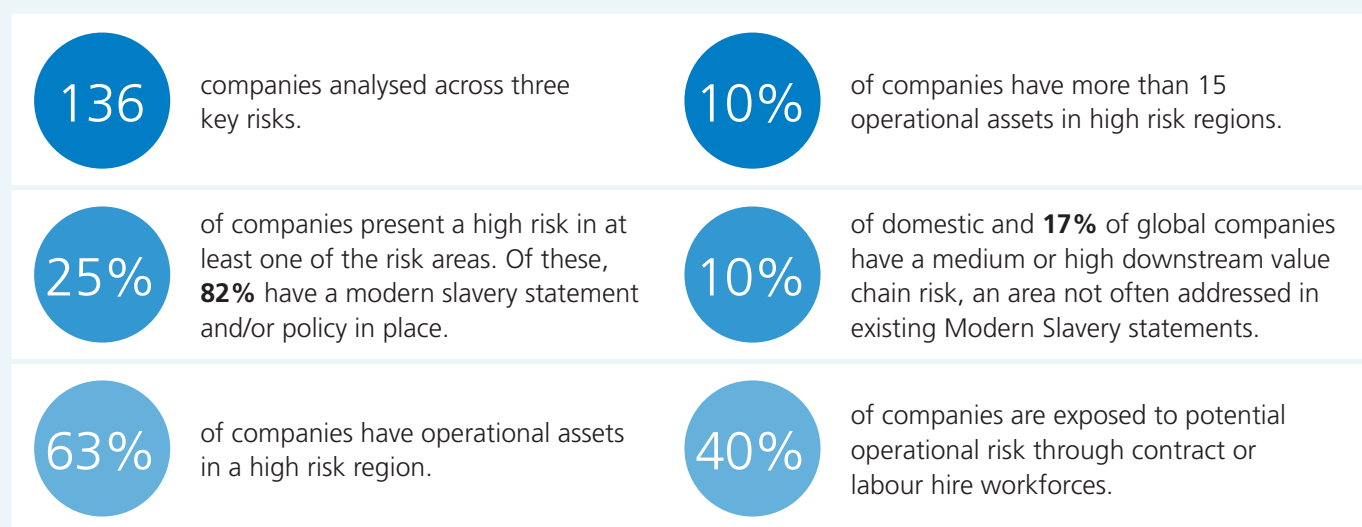 136
companies analysed across three
key risks.
10%
of companies have more than 15
operational assets in high risk regions.
25%
of companies present a high risk in at
least one of the risk areas. Of these,
82% have a modern slavery statement
and/or policy in place.
10%
of domestic and 17% of global companies
have a medium or high downstream value
chain risk, an area not often addressed in
existing Modern Slavery statements.
63%
of companies have operational assets
in a high risk region.
40%
of companies are exposed to potential
operational risk through contract or
labour hire workforces.